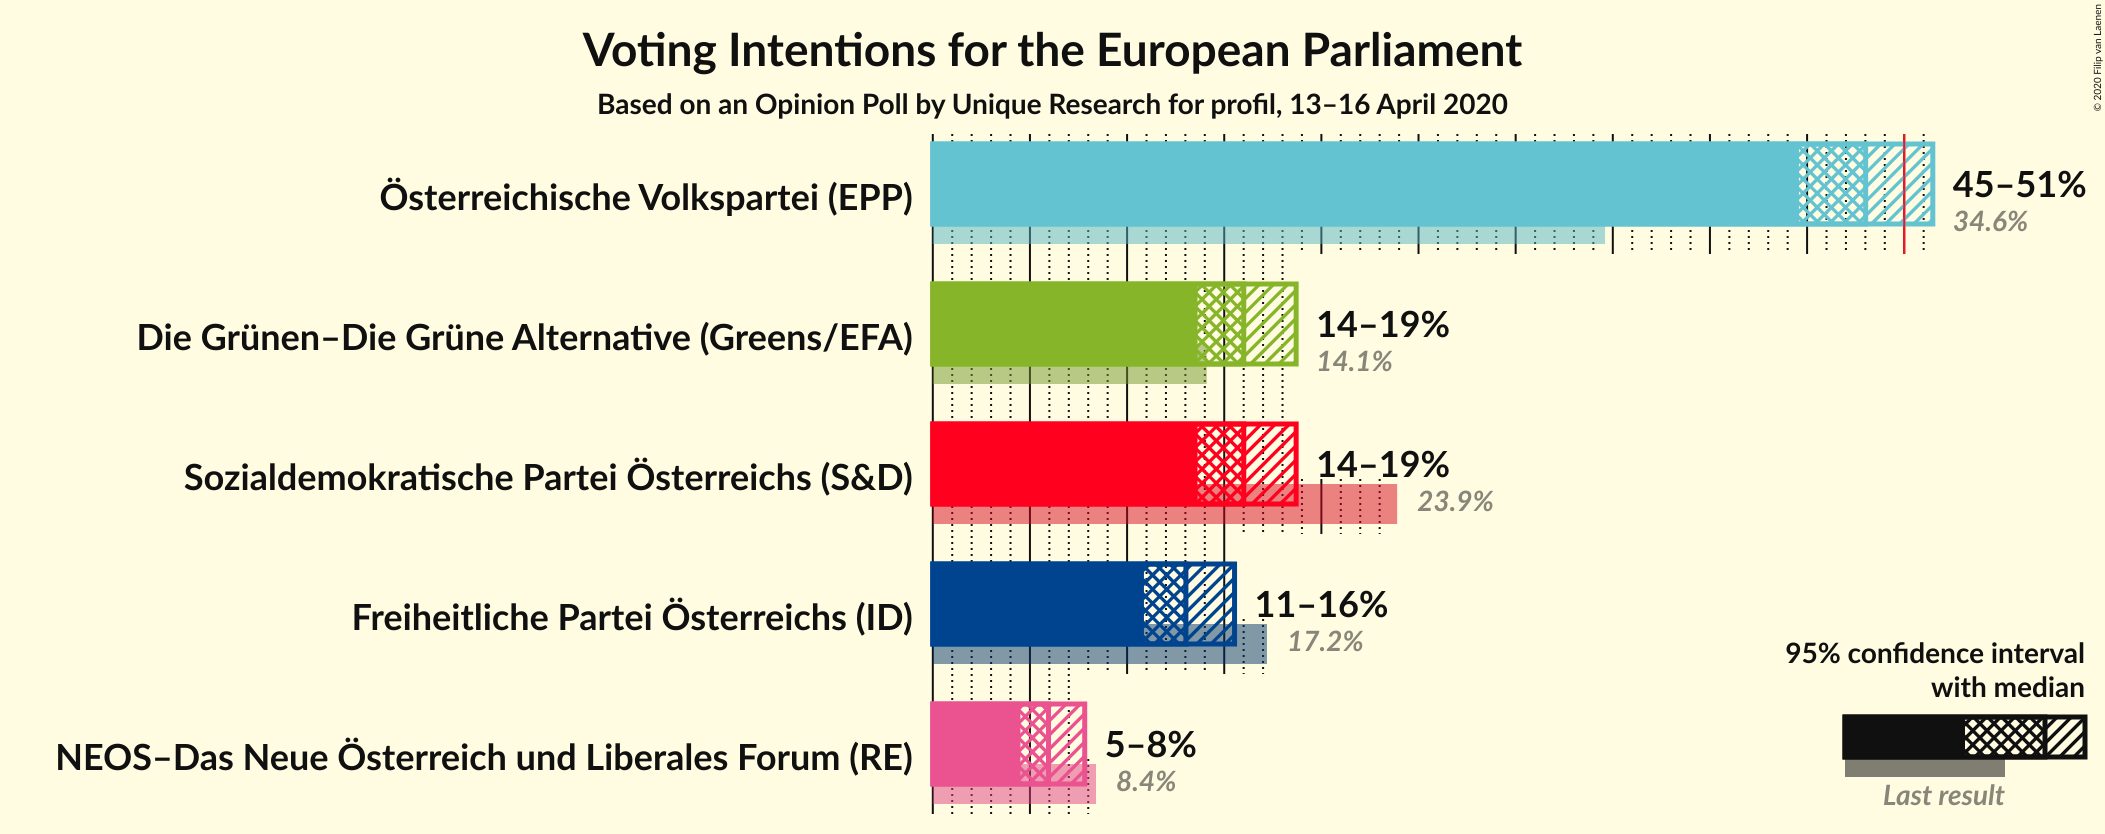 Voting Intentions for the European Parliament
Based on an Opinion Poll by Unique Research for profil, 13–16 April 2020
© 2020 Filip van Laenen
Österreichische Volkspartei (EPP)
45–51%
34.6%
Die Grünen–Die Grüne Alternative (Greens/EFA)
14–19%
14.1%
Sozialdemokratische Partei Österreichs (S&D)
14–19%
23.9%
Freiheitliche Partei Österreichs (ID)
11–16%
17.2%
NEOS–Das Neue Österreich und Liberales Forum (RE)
5–8%
8.4%
95% confidence interval
with median
Last result